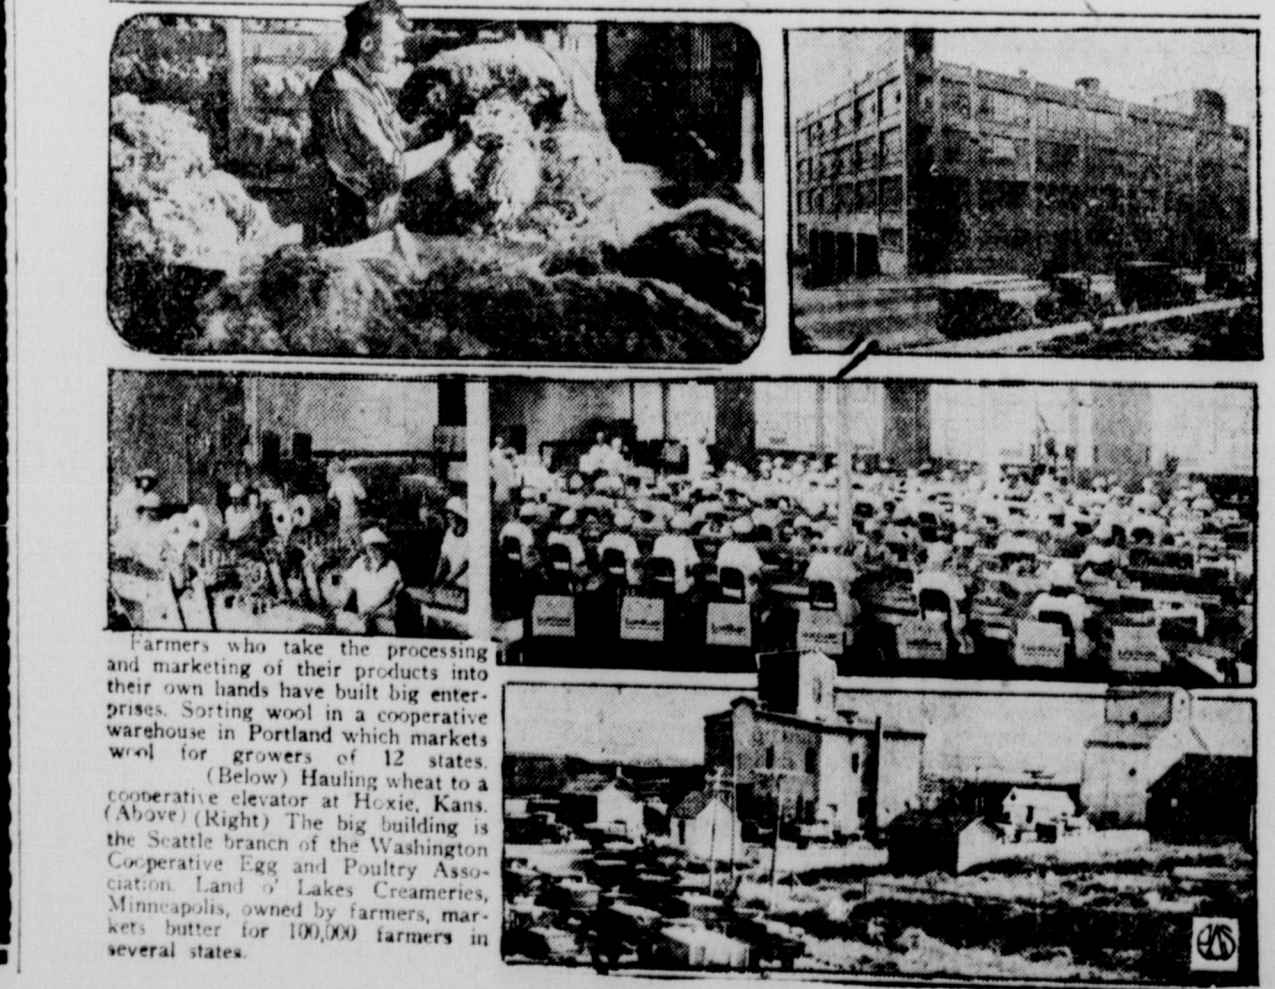 Farmers who take the processing
and marketing of their products into
their own hands have built big enter-
prises. Sorting wool in a cooperative
warehouse in Portland which markets
wool for growers of 12 states.
(Below) Hauling wheat to a
cooperative elevator at Hoxie, Kans.
(Above) (Right) The big building is
the Seattle branch of the Washington
Cooperative Egg and Poultry Asso-
ciation. Land o' Lakes Creameries,
Minneapolis, owned by farmers, mar-
kets butter for 100,000 farmers in
several states.